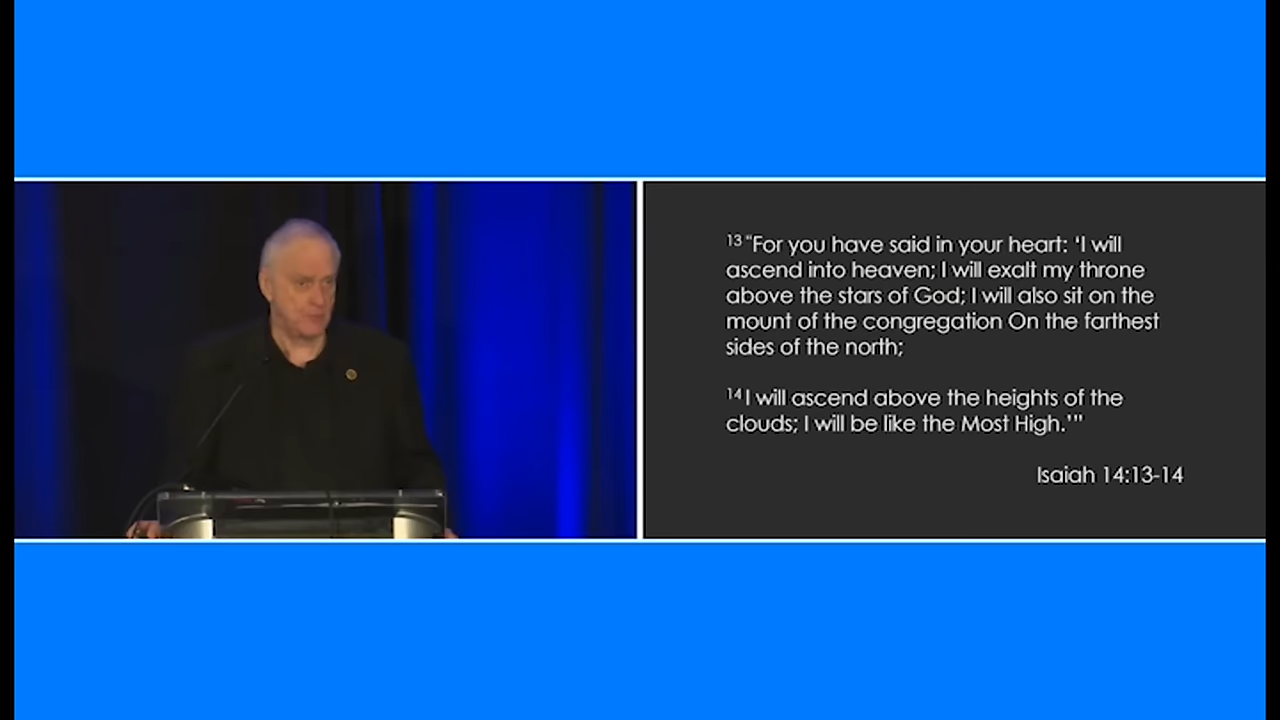 13 “For you have said in your heart: ‘I will
ascend into heaven; I will exalt my throne
above the stars of God; I will also sit on the
mount of the congregation On the farthest
sides of the north;
14 I will ascend above the heights of the
clouds; I will be like the Most High.’”
Isaiah 14:13-14